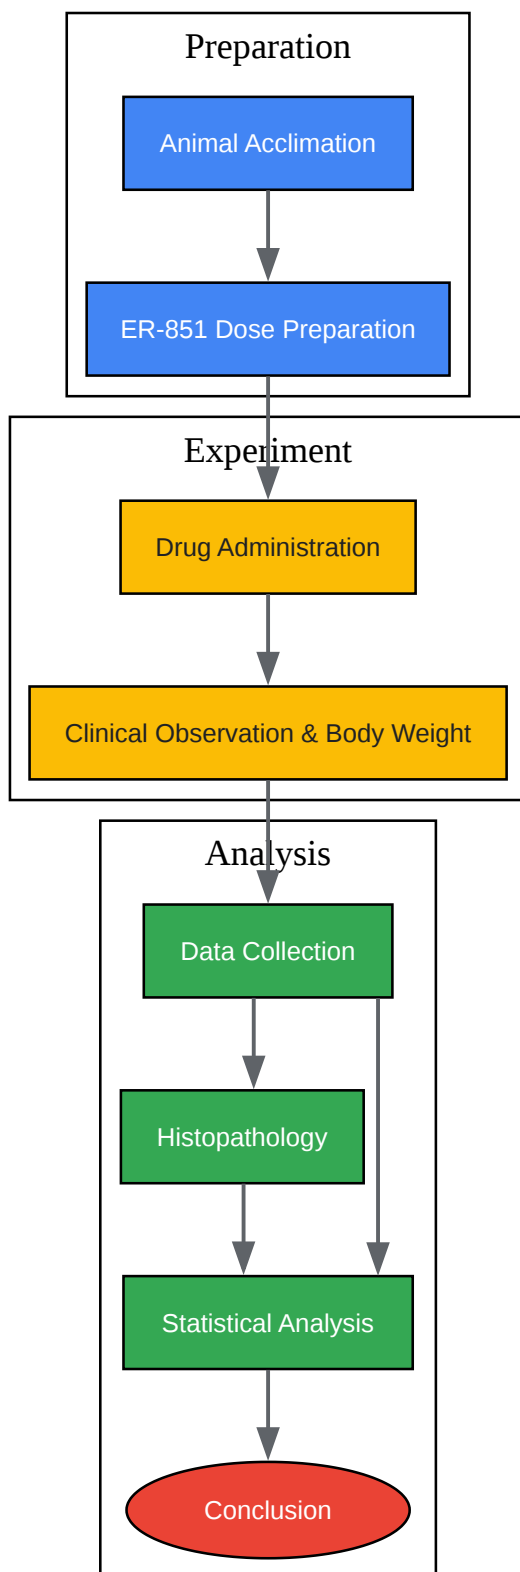 Preparation
Animal Acclimation
ER-851 Dose Preparation
Experiment
Drug Administration
Clinical Observation & Body Weight
Analysis
Data Collection
Histopathology
Statistical Analysis
Conclusion